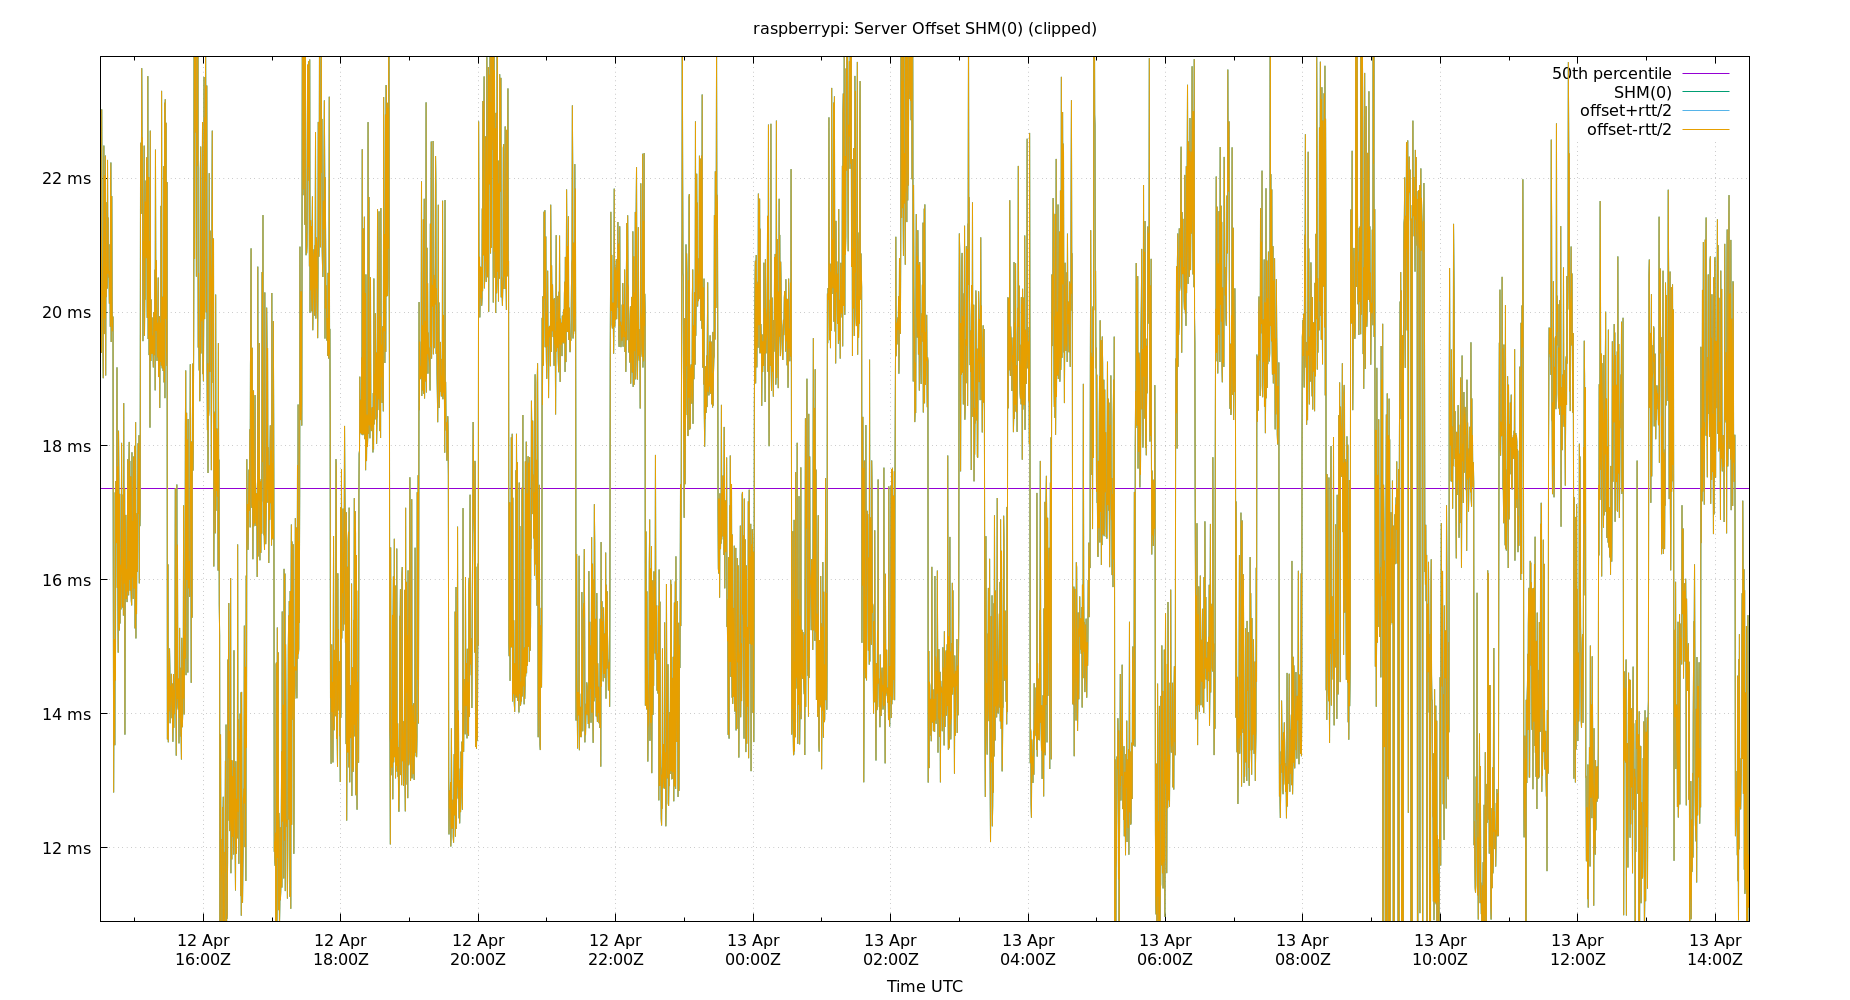 raspberrypi: Server Offset SHM(0) (clipped)
50th percentile
SHM(0)
offset+rtt/2
offset-rtt/2
22 ms
20 ms
18 ms
16 ms
14 ms
12 ms
12 Apr 12 Apr 12 Apr 12 Apr 13 Apr 13 Apr 13 Apr 13 Apr 13 Apr 13 Apr 13 Apr 13 Apr
16:00Z 18:00Z 20:00Z 22:00Z 00:00Z 02:00Z 04:00Z 06:00Z 08:00Z 10:00Z 12:00Z 14:00Z
Time UTC